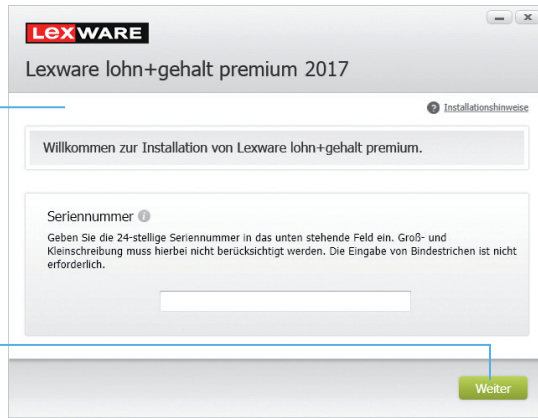 LEXWARE
Lexware lohn+gehalt premium 2017
Installationshinweise
Willkommen zur Installation von Lexware lohn+gehalt premium.
Seriennummer
Geben Sie die 24-stellige Seriennummer in das unten stehende Feld ein. Groß- und
Kleinschreibung muss hierbei nicht berücksichtigt werden. Die Eingabe von Bindestrichen ist nicht
erforderlich.
Weiter